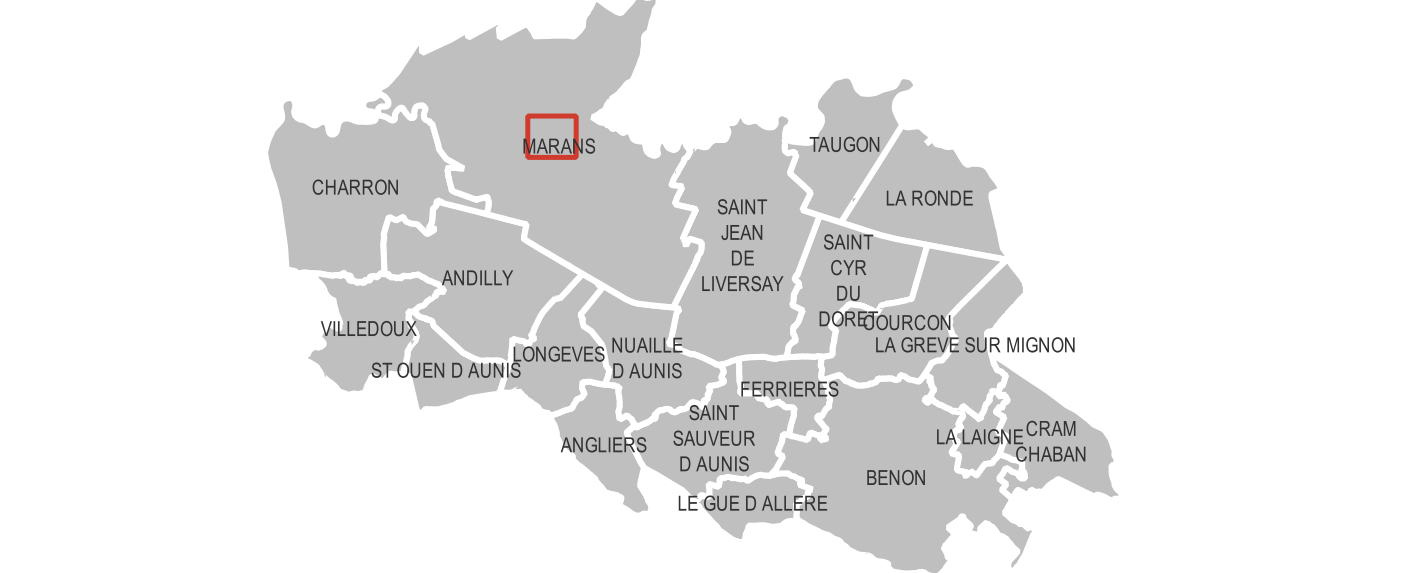 MARANS
TAUGON
CHARRON
LA RONDE
SAINT
JEAN
DE
LIVERSAY
SAINT
CYR
DU
DORET
ANDILLY
COURCON
VILLEDOUX
LA GREVE SUR MIGNON
NUAILLE
D AUNIS
LONGEVES
ST OUEN D AUNIS
FERRIERES
SAINT
SAUVEUR
D AUNIS
CRAM
CHABAN
LA LAIGNE
ANGLIERS
BENON
LE GUE D ALLERE